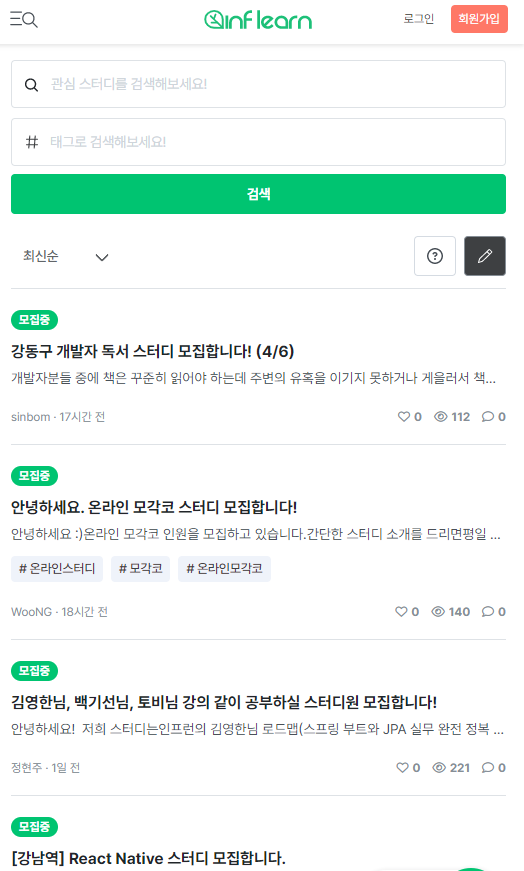 inflearn
로그인
회원가입
관심 스터디를 검색해보세요!
# 태그로 검색해보세요!
검색
최신순
모집중
강동구 개발자 독서 스터디 모집합니다! (4/6)
개발자분들 중에 책은 꾸준히 읽어야 하는데 주변의 유혹을 이기지 못하거나 게을러서 책...
sinbom · 17시간 전 0 112 0
모집중
안녕하세요. 온라인 모각코 스터디 모집합니다!
안녕하세요 :)온라인 모각코 인원을 모집하고 있습니다.간단한 스터디 소개를 드리면평일 ...
# 온라인스터디 # 모각코 # 온라인모각코
WooNG · 18시간 전 0 140 0
모집중
김영한님, 백기선님, 토비님 강의 같이 공부하실 스터디원 모집합니다!
안녕하세요! 저희 스터디는인프런의 김영한님 로드맵(스프링 부트와 JPA 실무 완전 정복 ...
정현주 · 1일 전 0 221 0
모집중
[강남역] React Native 스터디 모집합니다.